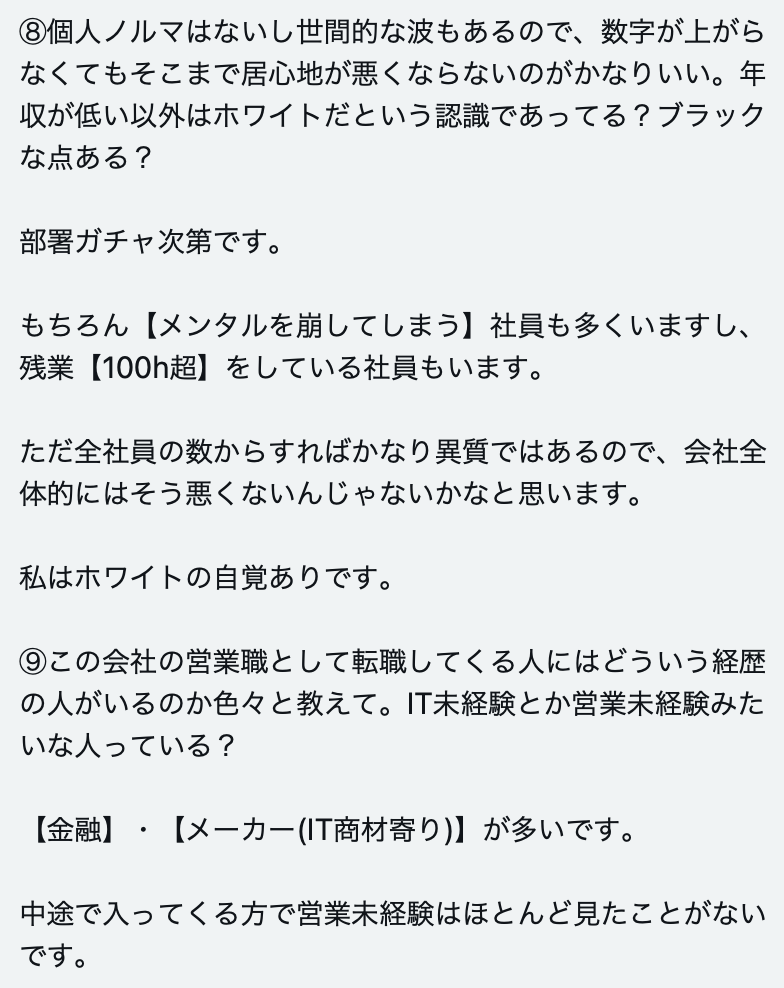 ⑧個人ノルマはないし世間的な波もあるので、数字が上がら
なくてもそこまで居心地が悪くならないのがかなりいい。年
収が低い以外はホワイトだという認識であってる？ブラック
な点ある？
部署ガチャ次第です。
もちろん【メンタルを崩してしまう】社員も多くいますし、
残業【100h超】をしている社員もいます。
ただ全社員の数からすればかなり異質ではあるので、会社全
体的にはそう悪くないんじゃないかなと思います。
私はホワイトの自覚ありです。
⑨この会社の営業職として転職してくる人にはどういう経歴
の人がいるのか色々と教えて。IT未経験とか営業未経験みた
いな人っている？
【金融】・【メーカー(IT商材寄り)】が多いです。
中途で入ってくる方で営業未経験はほとんど見たことがない
です。